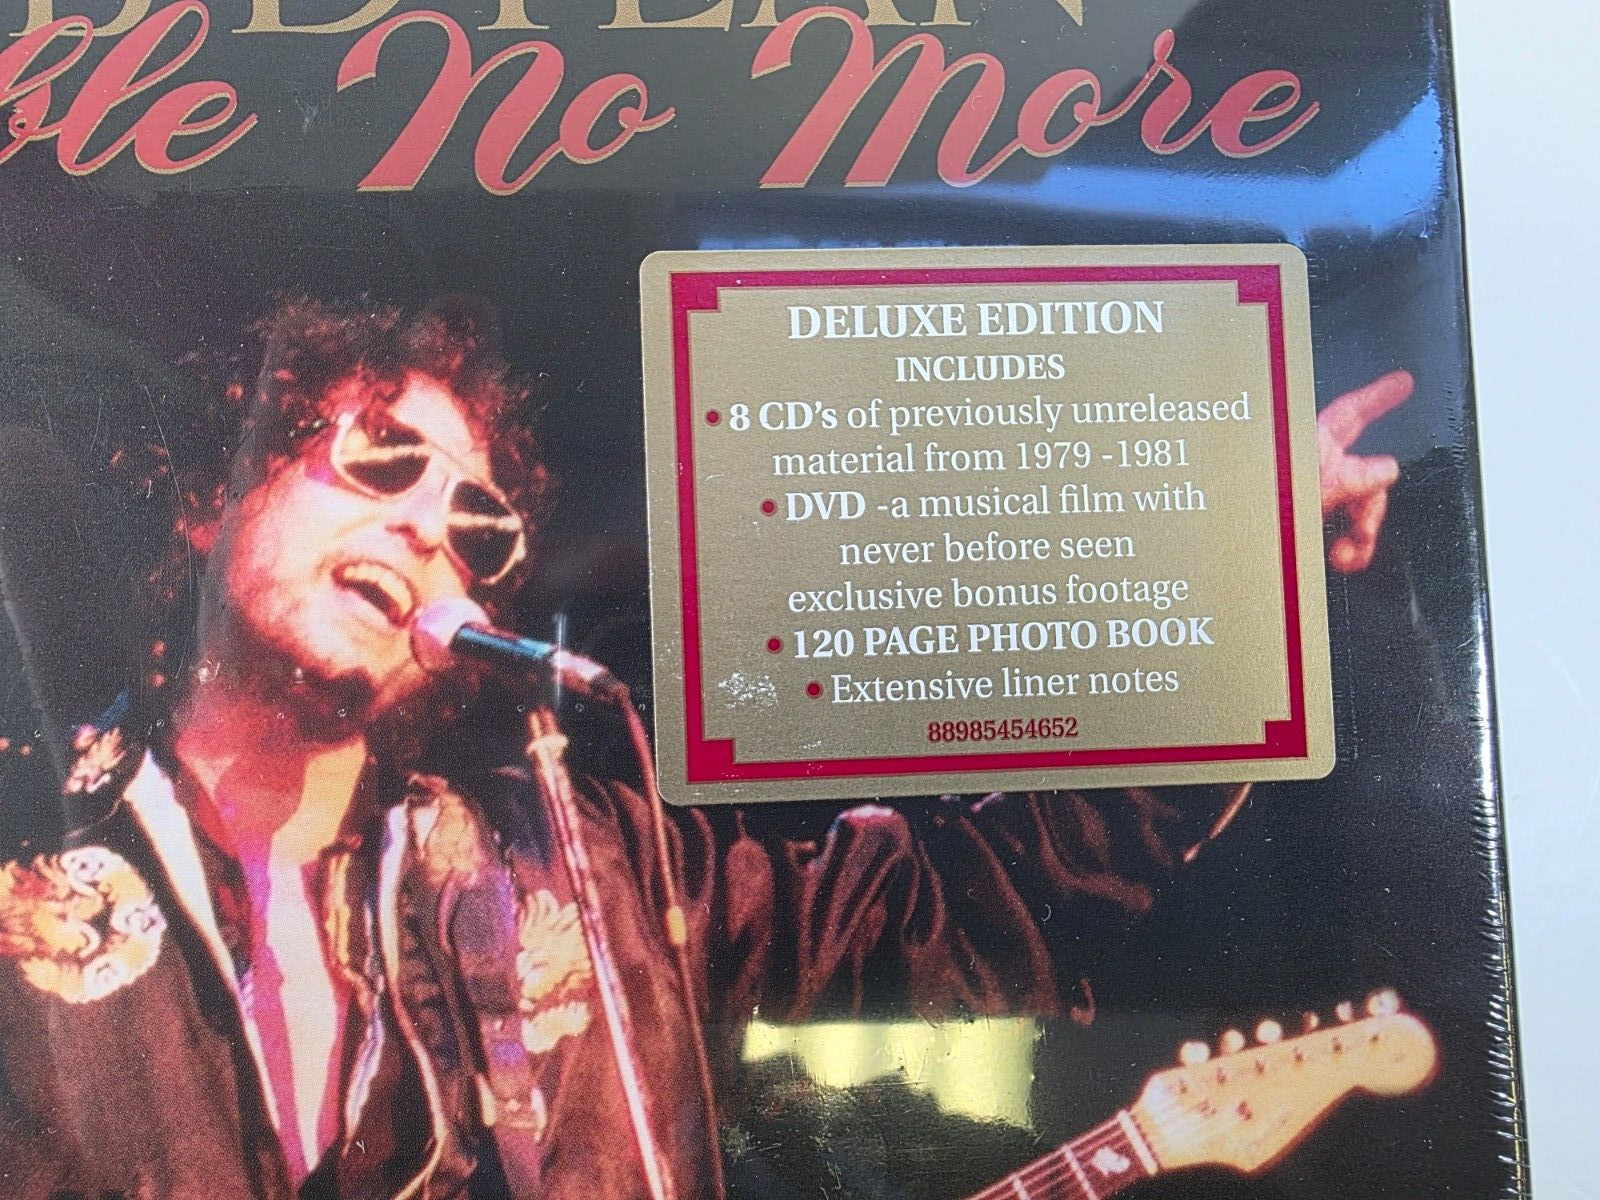 B DYLAN
ble No More
DELUXE EDITION
INCLUDES
• 8 CD's of previously unreleased
material from 1979 -1981
• DVD -a musical film with
never before seen
exclusive bonus footage
• 120 PAGE PHOTO BOOK
• Extensive liner notes
88985454652